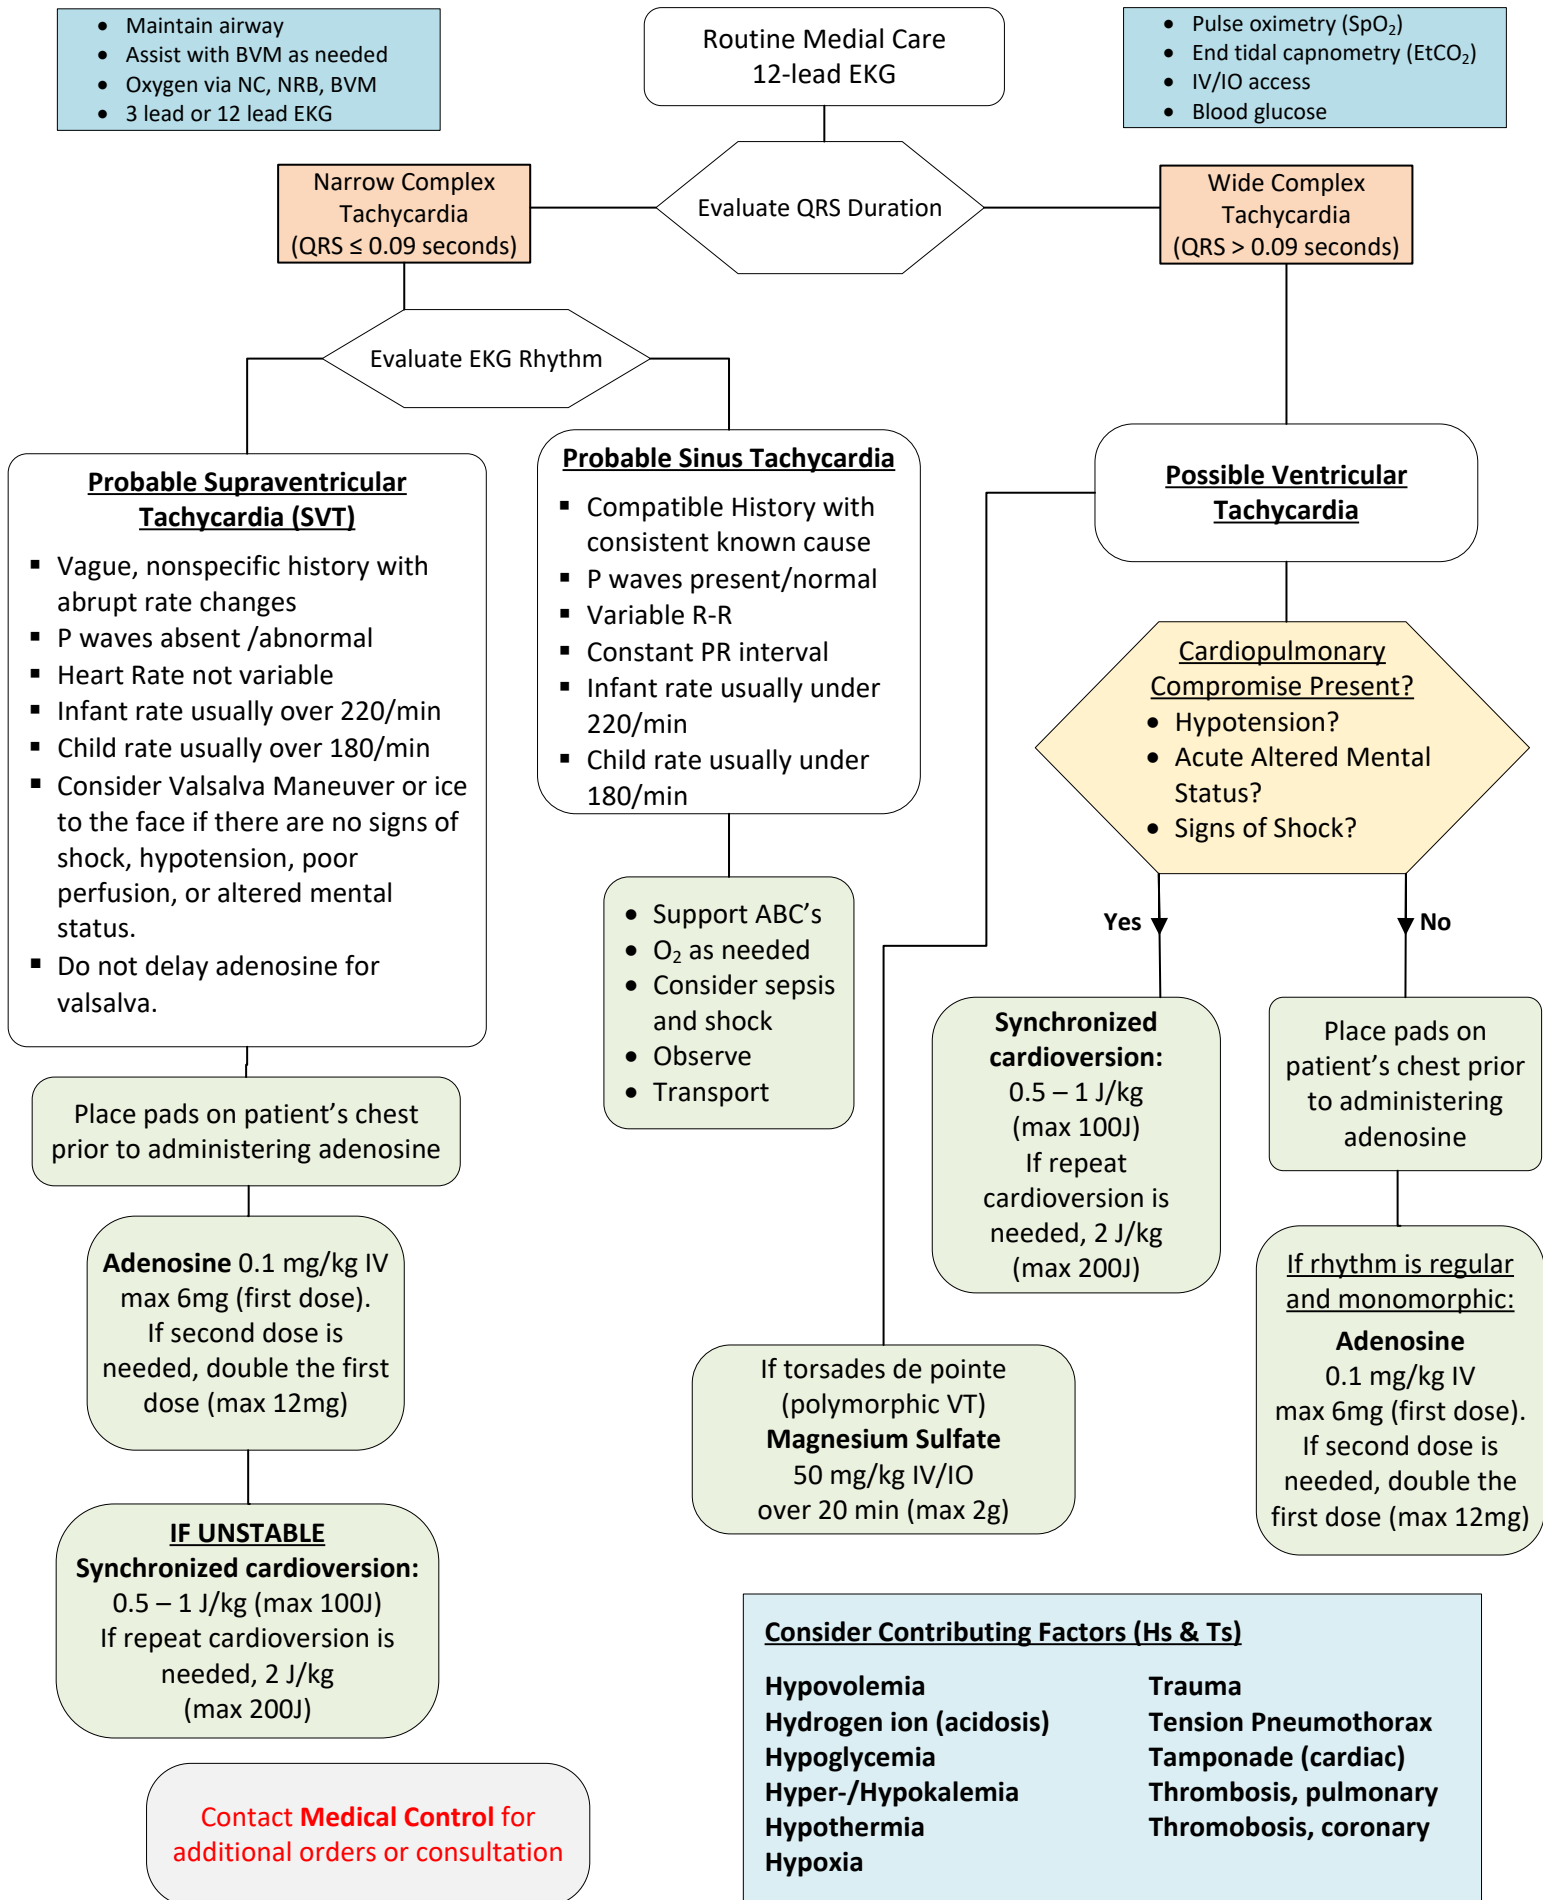 • Maintain airway
• Assist with BVM as needed
• Oxygen via NC, NRB, BVM
• 3 lead or 12 lead EKG
Routine Medial Care
12-lead EKG
• Pulse oximetry (SpO₂)
• End tidal capnometry (EtCO₂)
• IV/IO access
• Blood glucose
Narrow Complex
Tachycardia
(QRS ≤ 0.09 seconds)
Evaluate QRS Duration
Wide Complex
Tachycardia
(QRS > 0.09 seconds)
Evaluate EKG Rhythm
Probable Supraventricular
Tachycardia (SVT)
▪ Vague, nonspecific history with
abrupt rate changes
▪ P waves absent /abnormal
▪ Heart Rate not variable
▪ Infant rate usually over 220/min
▪ Child rate usually over 180/min
▪ Consider Valsalva Maneuver or ice
to the face if there are no signs of
shock, hypotension, poor
perfusion, or altered mental
status.
▪ Do not delay adenosine for
valsalva.
Probable Sinus Tachycardia
▪ Compatible History with
consistent known cause
▪ P waves present/normal
▪ Variable R-R
▪ Constant PR interval
▪ Infant rate usually under
220/min
▪ Child rate usually under
180/min
Possible Ventricular
Tachycardia
Cardiopulmonary
Compromise Present?
• Hypotension?
• Acute Altered Mental
Status?
• Signs of Shock?
Yes
No
• Support ABC’s
• O₂ as needed
• Consider sepsis
and shock
• Observe
• Transport
Synchronized
cardioversion:
0.5 – 1 J/kg
(max 100J)
If repeat
cardioversion is
needed, 2 J/kg
(max 200J)
Place pads on
patient’s chest prior
to administering
adenosine
Place pads on patient’s chest
prior to administering adenosine
Adenosine 0.1 mg/kg IV
max 6mg (first dose).
If second dose is
needed, double the first
dose (max 12mg)
If rhythm is regular
and monomorphic:
Adenosine
0.1 mg/kg IV
max 6mg (first dose).
If second dose is
needed, double the
first dose (max 12mg)
If torsades de pointe
(polymorphic VT)
Magnesium Sulfate
50 mg/kg IV/IO
over 20 min (max 2g)
IF UNSTABLE
Synchronized cardioversion:
0.5 – 1 J/kg (max 100J)
If repeat cardioversion is
needed, 2 J/kg
(max 200J)
Contact Medical Control for
additional orders or consultation
Consider Contributing Factors (Hs & Ts)
Hypovolemia
Hydrogen ion (acidosis)
Hypoglycemia
Hyper-/Hypokalemia
Hypothermia
Hypoxia
Trauma
Tension Pneumothorax
Tamponade (cardiac)
Thrombosis, pulmonary
Thromobosis, coronary